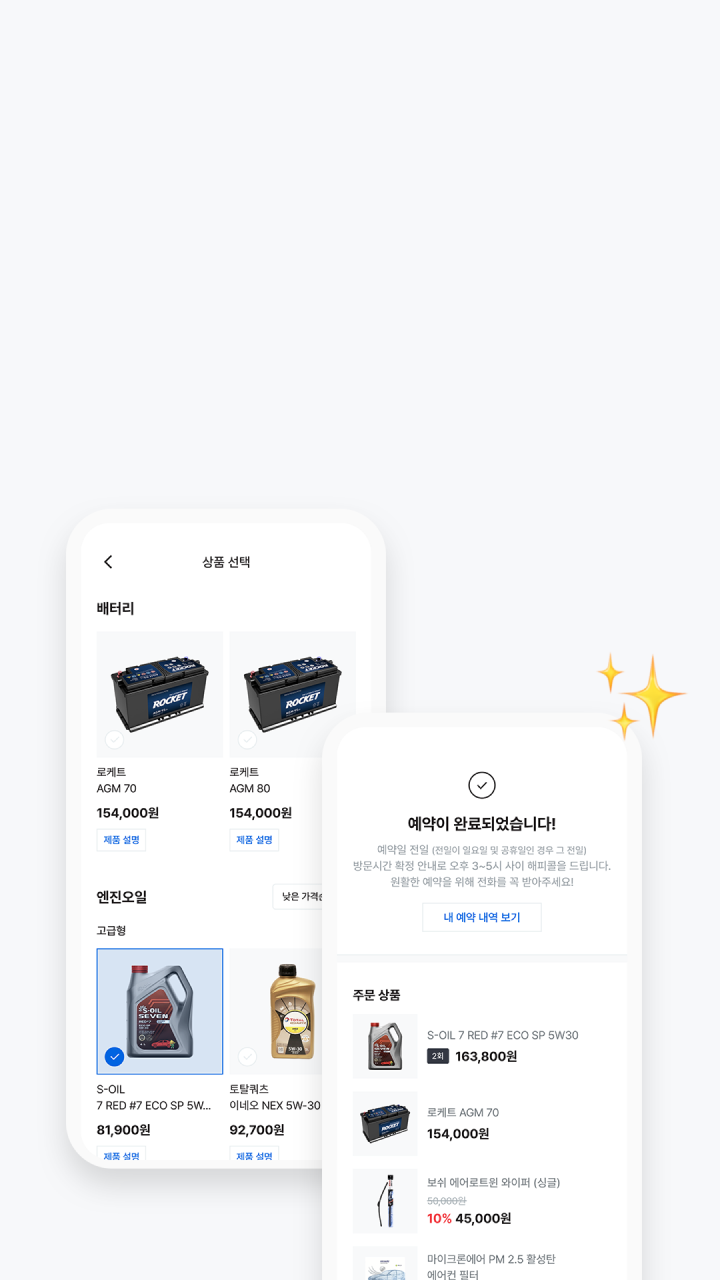 상품 선택
배터리
ROCKET
ROCKET
로케트
AGM 70
154,000원
제품 설명
로케트
AGM 80
154,000원
제품 설명
엔진오일
낮은 가격순
고급형
S-OIL
SEVEN
TOTAL
5W-30
S-OIL
7 RED #7 ECO SP 5W...
81,900원
제품 설명
토탈쿼츠
이네오 NEX 5W-30
92,700원
제품 설명
예약이 완료되었습니다!
예약일 전일 (전일이 일요일 및 공휴일인 경우 그 전일)
방문시간 확정 안내로 오후 3~5시 사이 해피콜을 드립니다.
원활한 예약을 위해 전화를 꼭 받아주세요!
내 예약 내역 보기
주문 상품
S-OIL 7 RED #7 ECO SP 5W30
2회 163,800원
ROCKET
로케트 AGM 70
154,000원
보쉬 에어로트윈 와이퍼 (싱글)
50,000원
10% 45,000원
마이크론에어 PM 2.5 활성탄
에어컨 필터